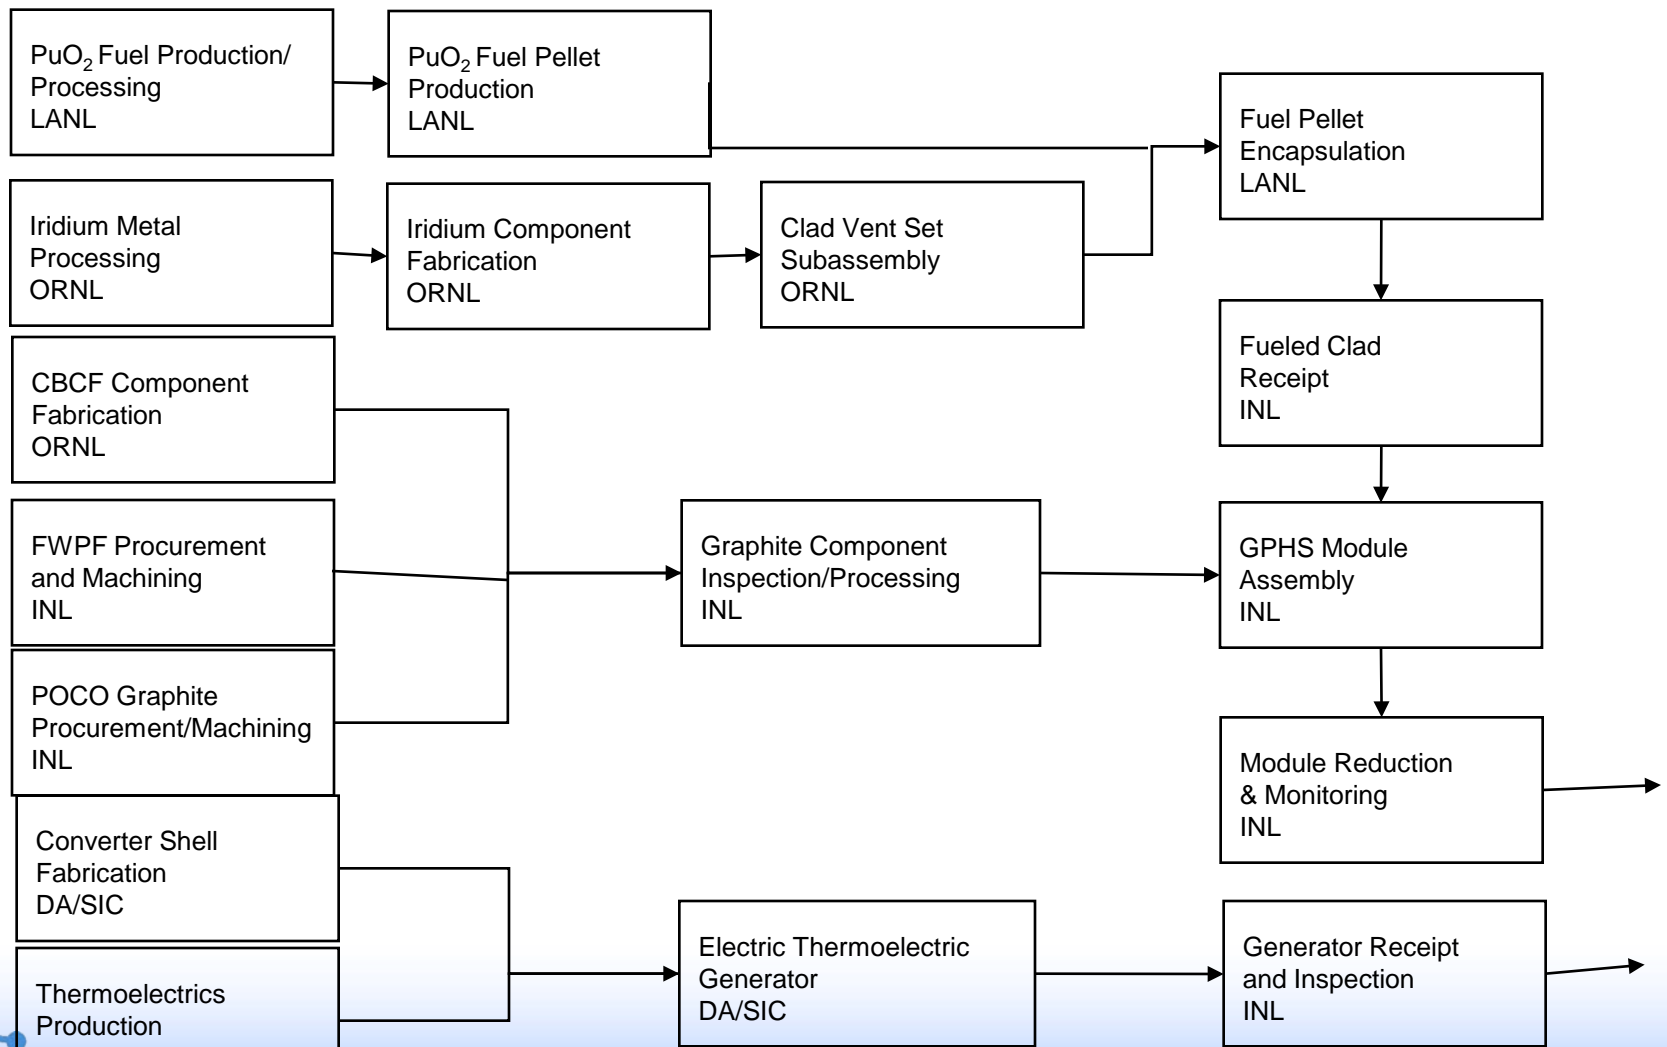 PuO₂ Fuel Production/
Processing
LANL
PuO₂ Fuel Pellet
Production
LANL
Fuel Pellet
Encapsulation
LANL
Iridium Metal
Processing
ORNL
Iridium Component
Fabrication
ORNL
Clad Vent Set
Subassembly
ORNL
Fueled Clad
Receipt
INL
CBCF Component
Fabrication
ORNL
FWPF Procurement
and Machining
INL
Graphite Component
Inspection/Processing
INL
GPHS Module
Assembly
INL
POCO Graphite
Procurement/Machining
INL
Module Reduction
& Monitoring
INL
Converter Shell
Fabrication
DA/SIC
Electric Thermoelectric
Generator
DA/SIC
Generator Receipt
and Inspection
INL
Thermoelectrics
Production